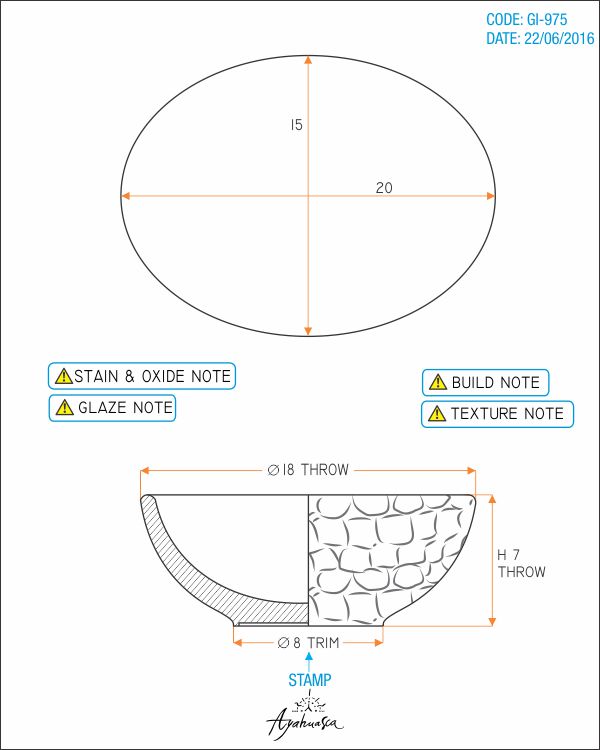 CODE: GI-975
DATE: 22/06/2016
15
20
STAIN & OXIDE NOTE
BUILD NOTE
GLAZE NOTE
TEXTURE NOTE
∅18 THROW
H 7
THROW
∅8 TRIM
STAMP
Ayahuasca